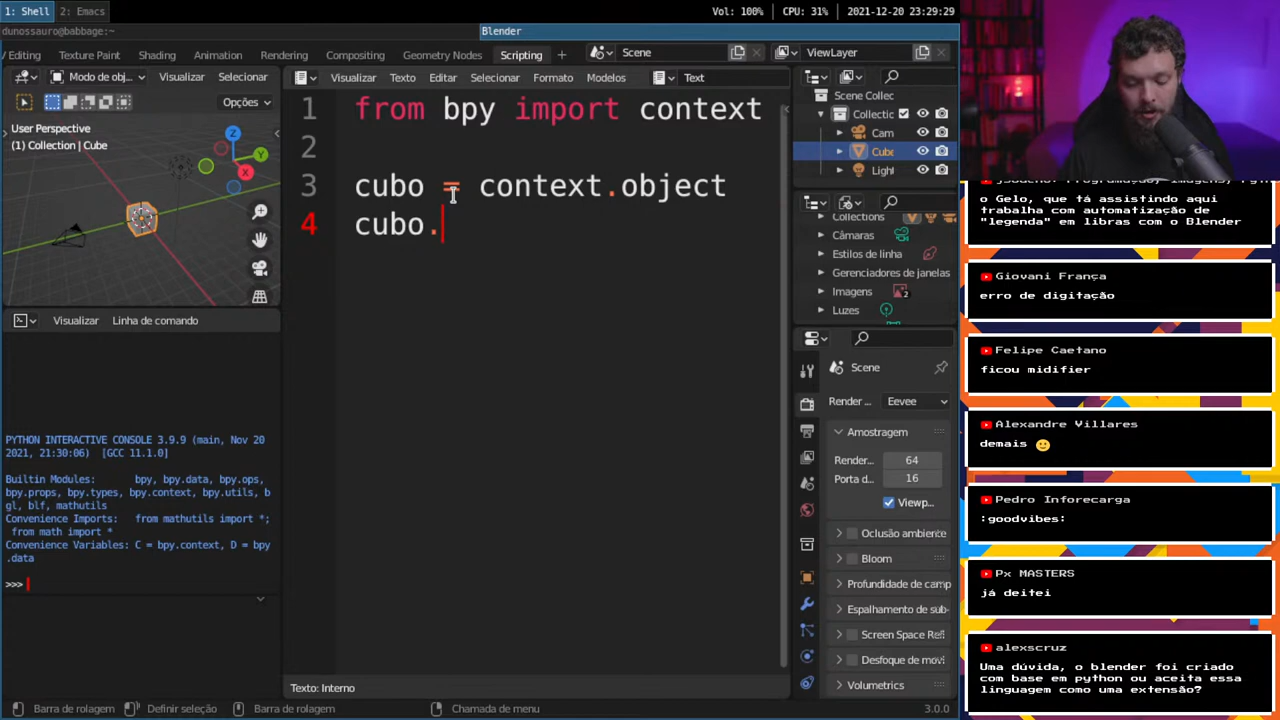 1: Shell
2: Emacs
Vol: 100%
CPU: 31%
2021-12-20 23:29:29
dunossauro@babbage:~
Blender
Editing
Texture Paint
Shading
Animation
Rendering
Compositing
Geometry Nodes
Scripting
+
Scene
ViewLayer
Modo de obj...
Visualizar
Selecionar
Visualizar
Texto
Editar
Selecionar
Formato
Modelos
Text
Opções
User Perspective
(1) Collection | Cube
Z
Y
X
1 from bpy import context
2
3 cubo = context.object
4 cubo.
Visualizar
Linha de comando
PYTHON INTERACTIVE CONSOLE 3.9.9 (main, Nov 20
2021, 21:30:06)  [GCC 11.1.0]
Builtin Modules: bpy, bpy.data, bpy.ops,
bpy.props, bpy.types, bpy.context, bpy.utils, b
gl, blf, mathutils
Convenience Imports: from mathutils import *;
from math import *
Convenience Variables: C = bpy.context, D = bpy
.data
>>>
Texto: Interno
Scene Collec
Collectic
Cam
Cube
Light
Collections
Câmaras
Estilos de linha
Gerenciadores de janelas
Imagens
2
Luzes
Scene
Render ...
Eevee
Amostragem
Render...
64
Porta d...
16
Viewp...
Oclusão ambiente
Bloom
Profundidade de camp
Espalhamento de sub-
Screen Space Refl
Desfoque de movi
Volumetrics
Barra de rolagem
Definir seleção
Barra de rolagem
Chamada de menu
3.0.0
o Gelo, que tá assistindo aqui
trabalha com automatização de
"legenda" em libras com o Blender
Giovani França
erro de digitação
Felipe Caetano
ficou midifier
Alexandre Villares
demais 🙂
Pedro Inforecarga
:goodvibes:
Px MASTERS
já deitei
alexscruz
Uma dúvida, o blender foi criado
com base em python ou aceita essa
linguagem como uma extensão?